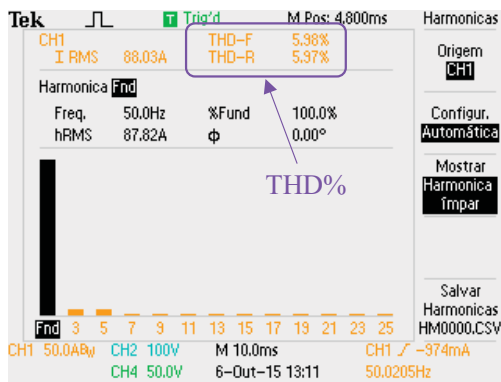 Tek T Trig'd M Pos: 4.800ms Harmonicas
CH1
I RMS 88.03A
THD-F 5.98%
THD-R 5.97%
Harmonica Fnd
Freq. 50.0Hz %Fund 100.0%
hRMS 87.82A Φ 0.00°
THD%
Origem
CH1
Configur.
Automática
Mostrar
Harmonica
ímpar
Salvar
Harmonicas
HM0000.CSV
Fnd 3 5 7 9 11 13 15 17 19 21 23 25
CH1 50.0ABW CH2 100V M 10.0ms CH1 -974mA
CH4 50.0V 6-Out-15 13:11 50.0205Hz